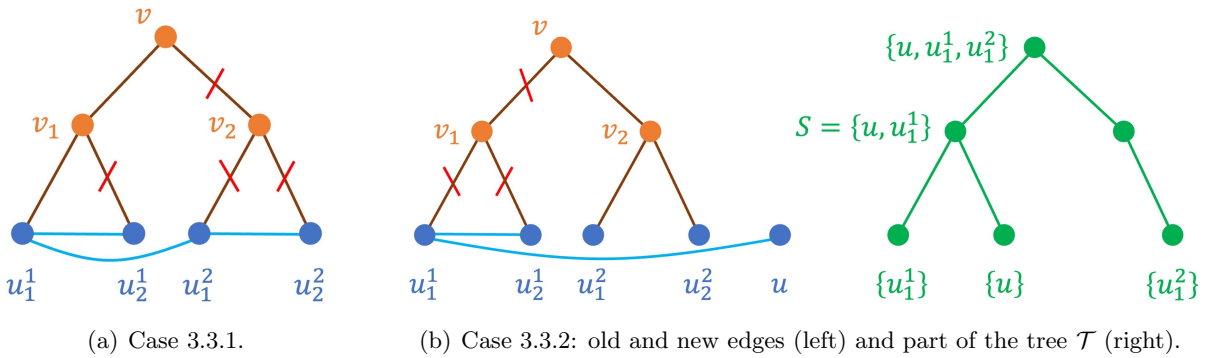 v
v₁ v₂
u₁¹ u₂¹ u₁² u₂²
(a) Case 3.3.1.
v
v₁ v₂
u₁¹ u₂¹ u₁² u₂² u
{u, u₁¹, u₁²}
S = {u, u₁¹}
{u₁¹} {u} {u₁²}
(b) Case 3.3.2: old and new edges (left) and part of the tree 𝒯 (right).